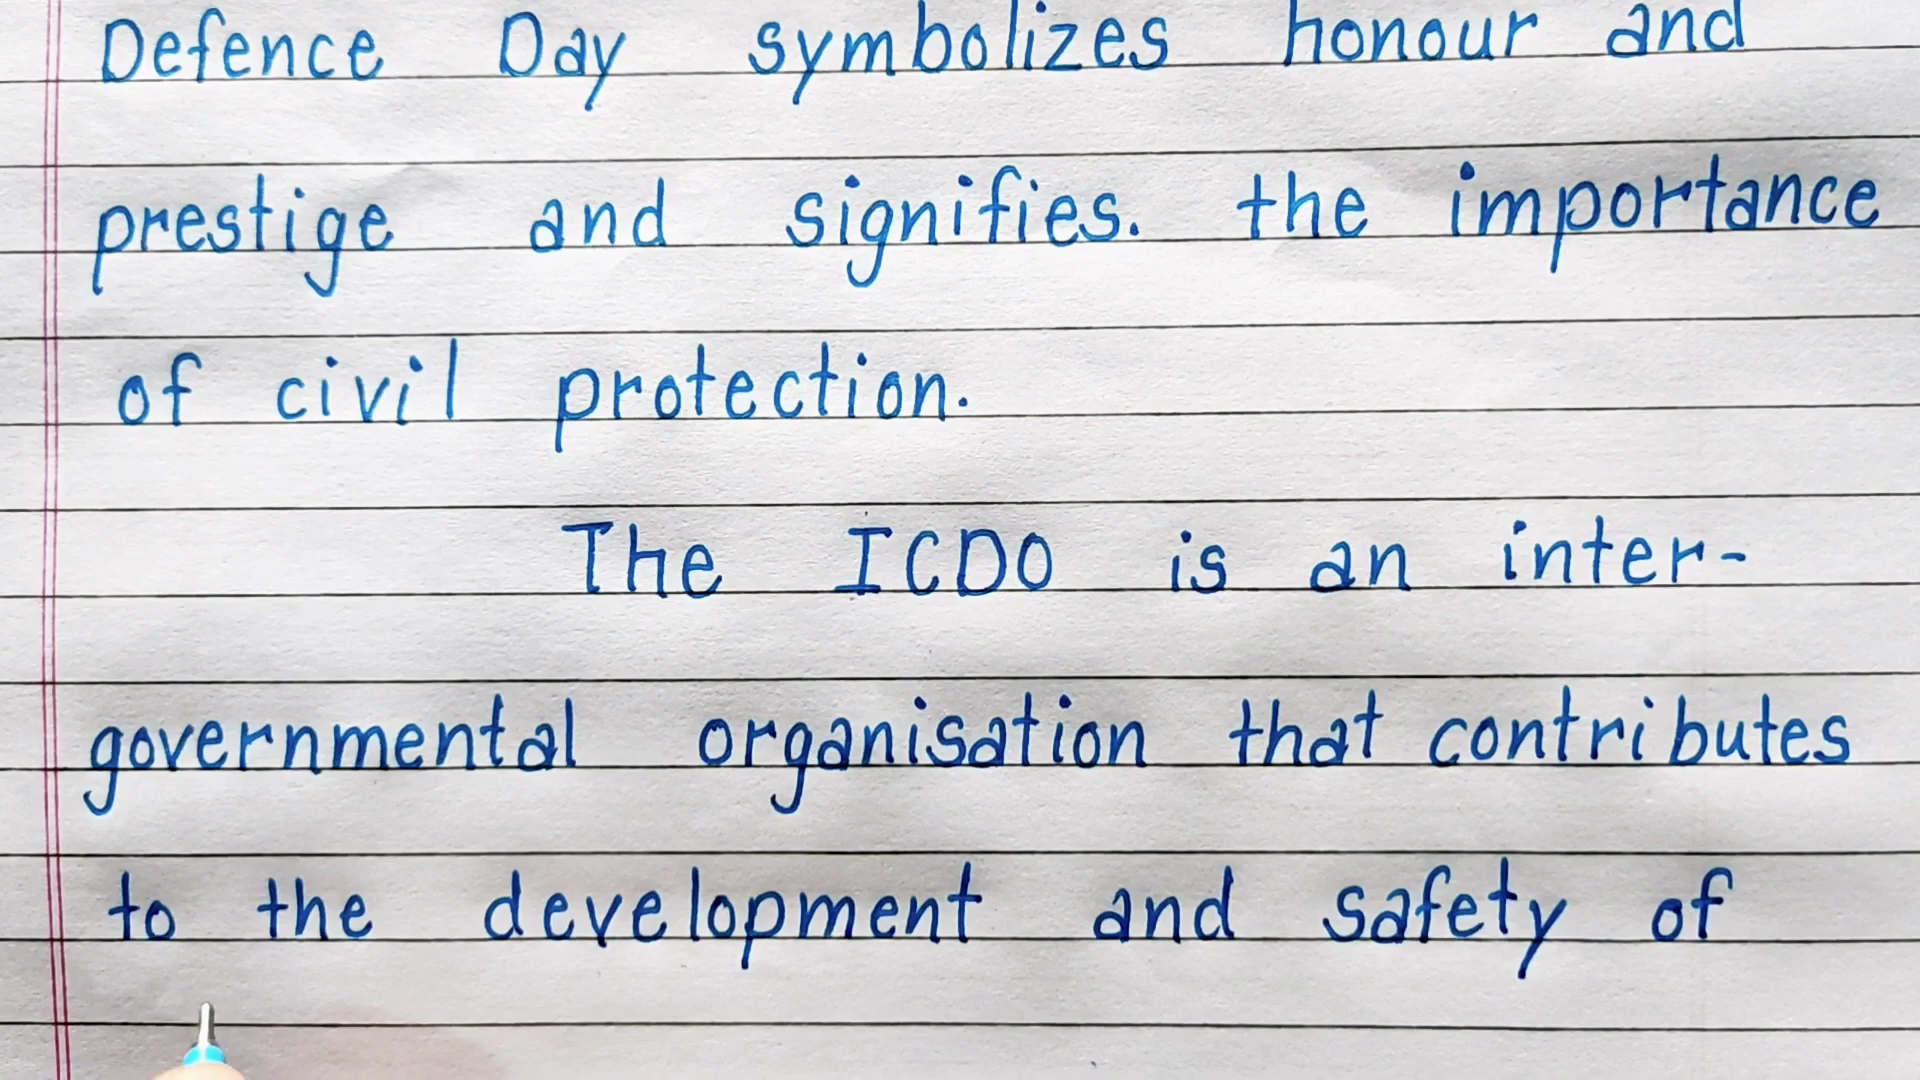 Defence Day symbolizes honour and
prestige and signifies. the importance
of civil protection.
The ICDO is an inter-
governmental organisation that contributes
to the development and safety of